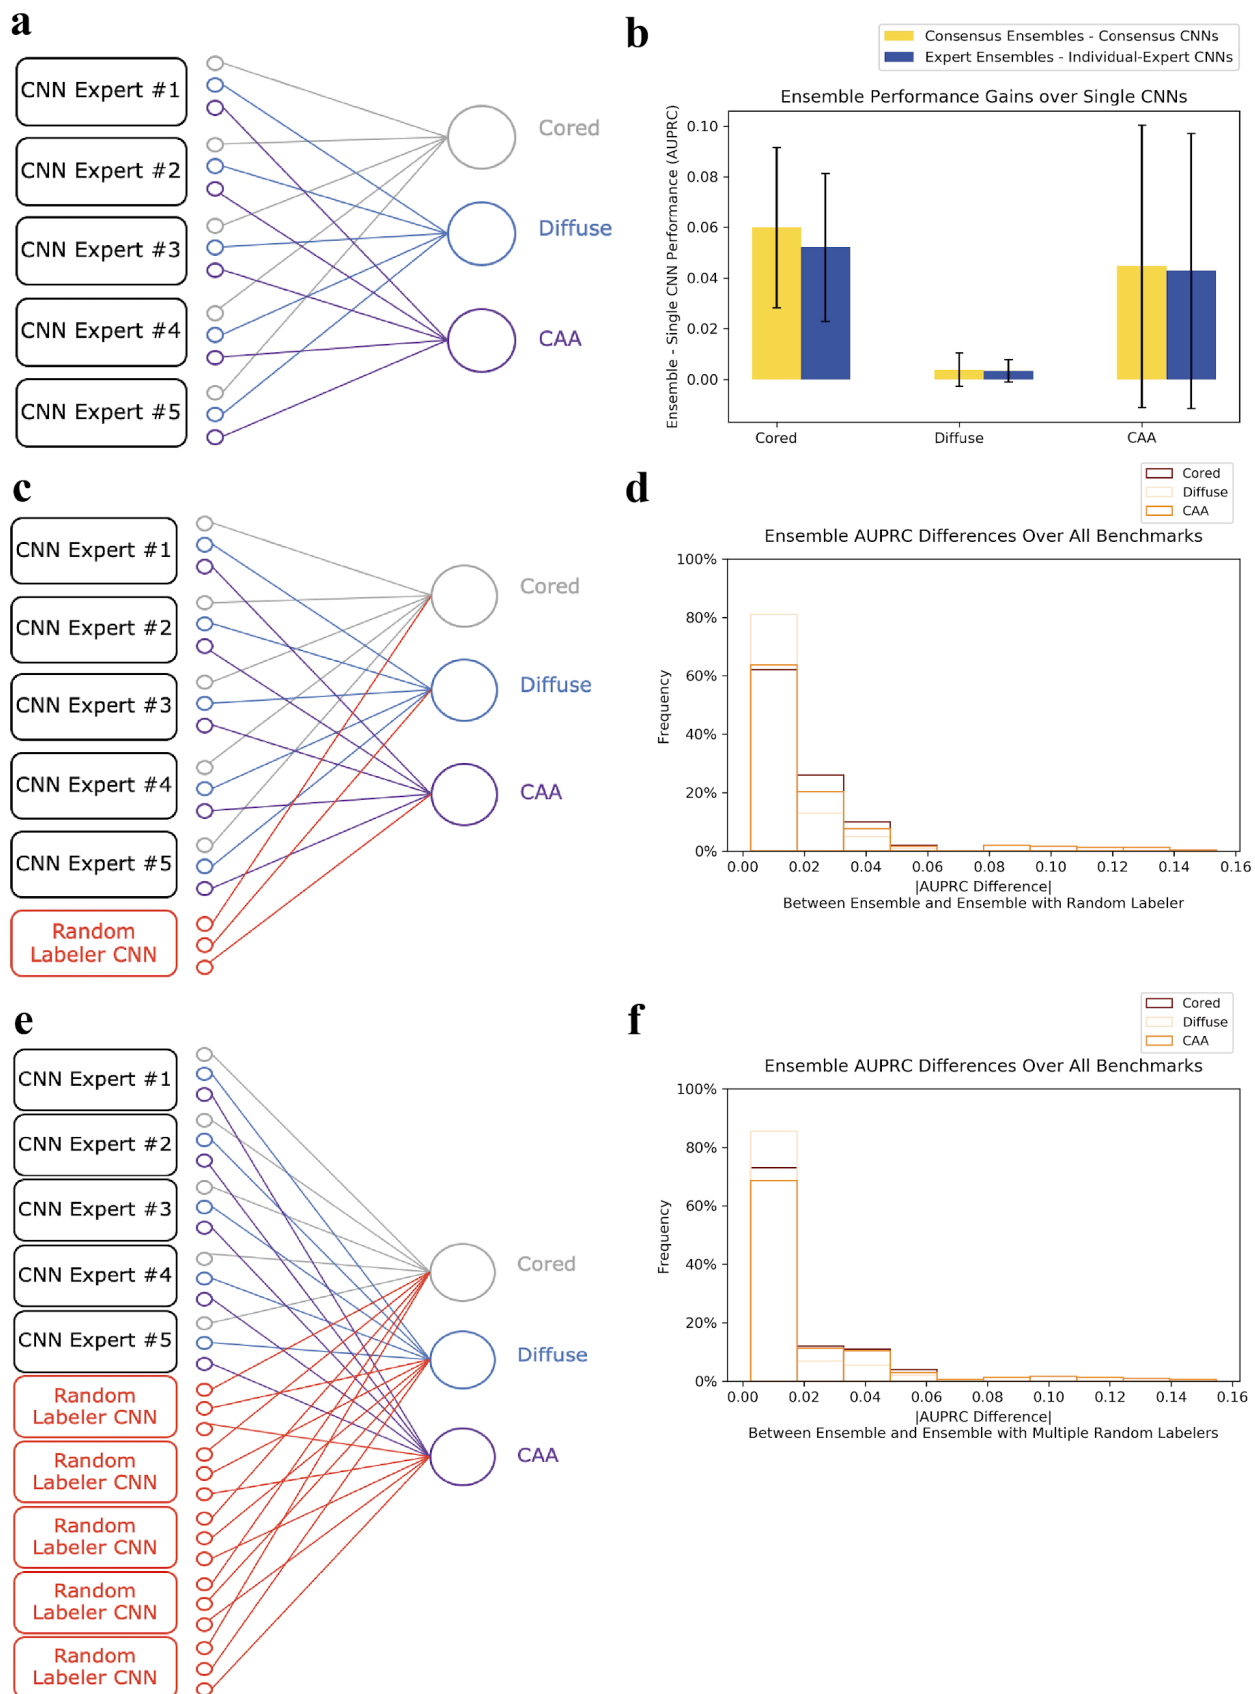 a
CNN Expert #1
CNN Expert #2
CNN Expert #3
CNN Expert #4
CNN Expert #5
Cored
Diffuse
CAA
b
Consensus Ensembles - Consensus CNNs
Expert Ensembles - Individual-Expert CNNs
Ensemble Performance Gains over Single CNNs
Ensemble - Single CNN Performance (AUPRC)
0.10
0.08
0.06
0.04
0.02
0.00
Cored
Diffuse
CAA
c
CNN Expert #1
CNN Expert #2
CNN Expert #3
CNN Expert #4
CNN Expert #5
Random
Labeler CNN
Cored
Diffuse
CAA
d
Cored
Diffuse
CAA
Ensemble AUPRC Differences Over All Benchmarks
Frequency
100%
80%
60%
40%
20%
0%
0.00 0.02 0.04 0.06 0.08 0.10 0.12 0.14 0.16
|AUPRC Difference|
Between Ensemble and Ensemble with Random Labeler
e
CNN Expert #1
CNN Expert #2
CNN Expert #3
CNN Expert #4
CNN Expert #5
Random
Labeler CNN
Random
Labeler CNN
Random
Labeler CNN
Random
Labeler CNN
Random
Labeler CNN
Cored
Diffuse
CAA
f
Cored
Diffuse
CAA
Ensemble AUPRC Differences Over All Benchmarks
Frequency
100%
80%
60%
40%
20%
0%
0.00 0.02 0.04 0.06 0.08 0.10 0.12 0.14 0.16
|AUPRC Difference|
Between Ensemble and Ensemble with Multiple Random Labelers